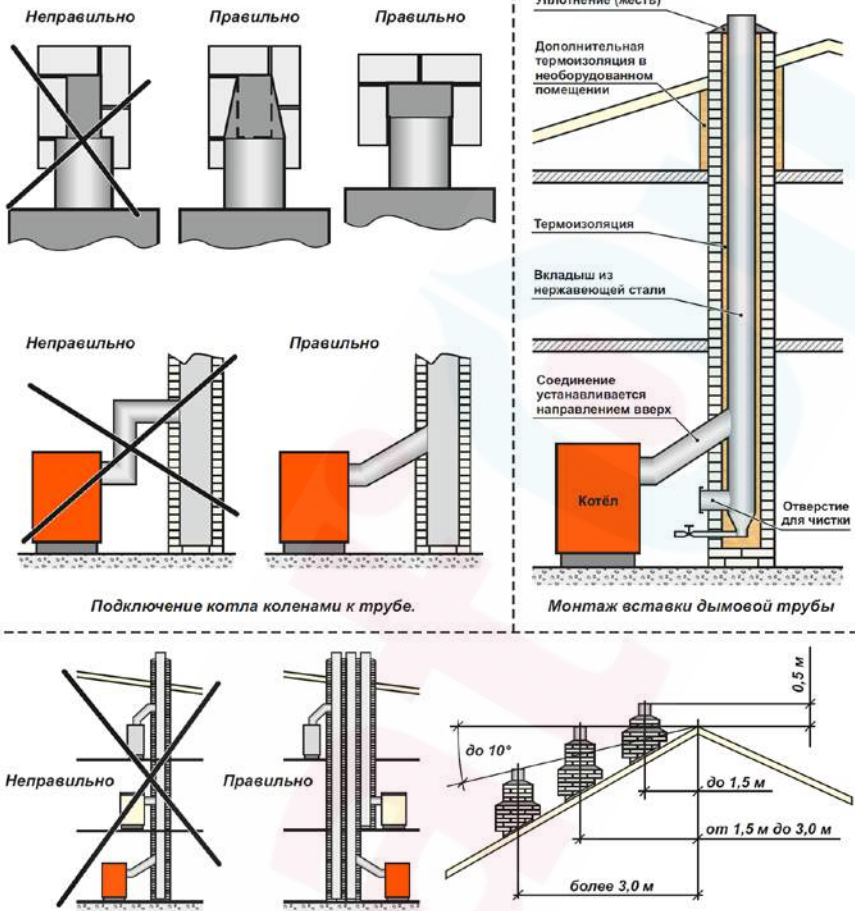 Неправильно
Правильно
Правильно
Уплотнение (жесть)
Дополнительная
термоизоляция в
необорудованном
помещении
Термоизоляция
Вкладыш из
нержавеющей стали
Неправильно
Правильно
Соединение
устанавливается
направлением вверх
Котёл
Отверстие
для чистки
Подключение котла коленами к трубе.
Монтаж вставки дымовой трубы
Неправильно
Правильно
0,5 м
до 10°
до 1,5 м
от 1,5 м до 3,0 м
более 3,0 м